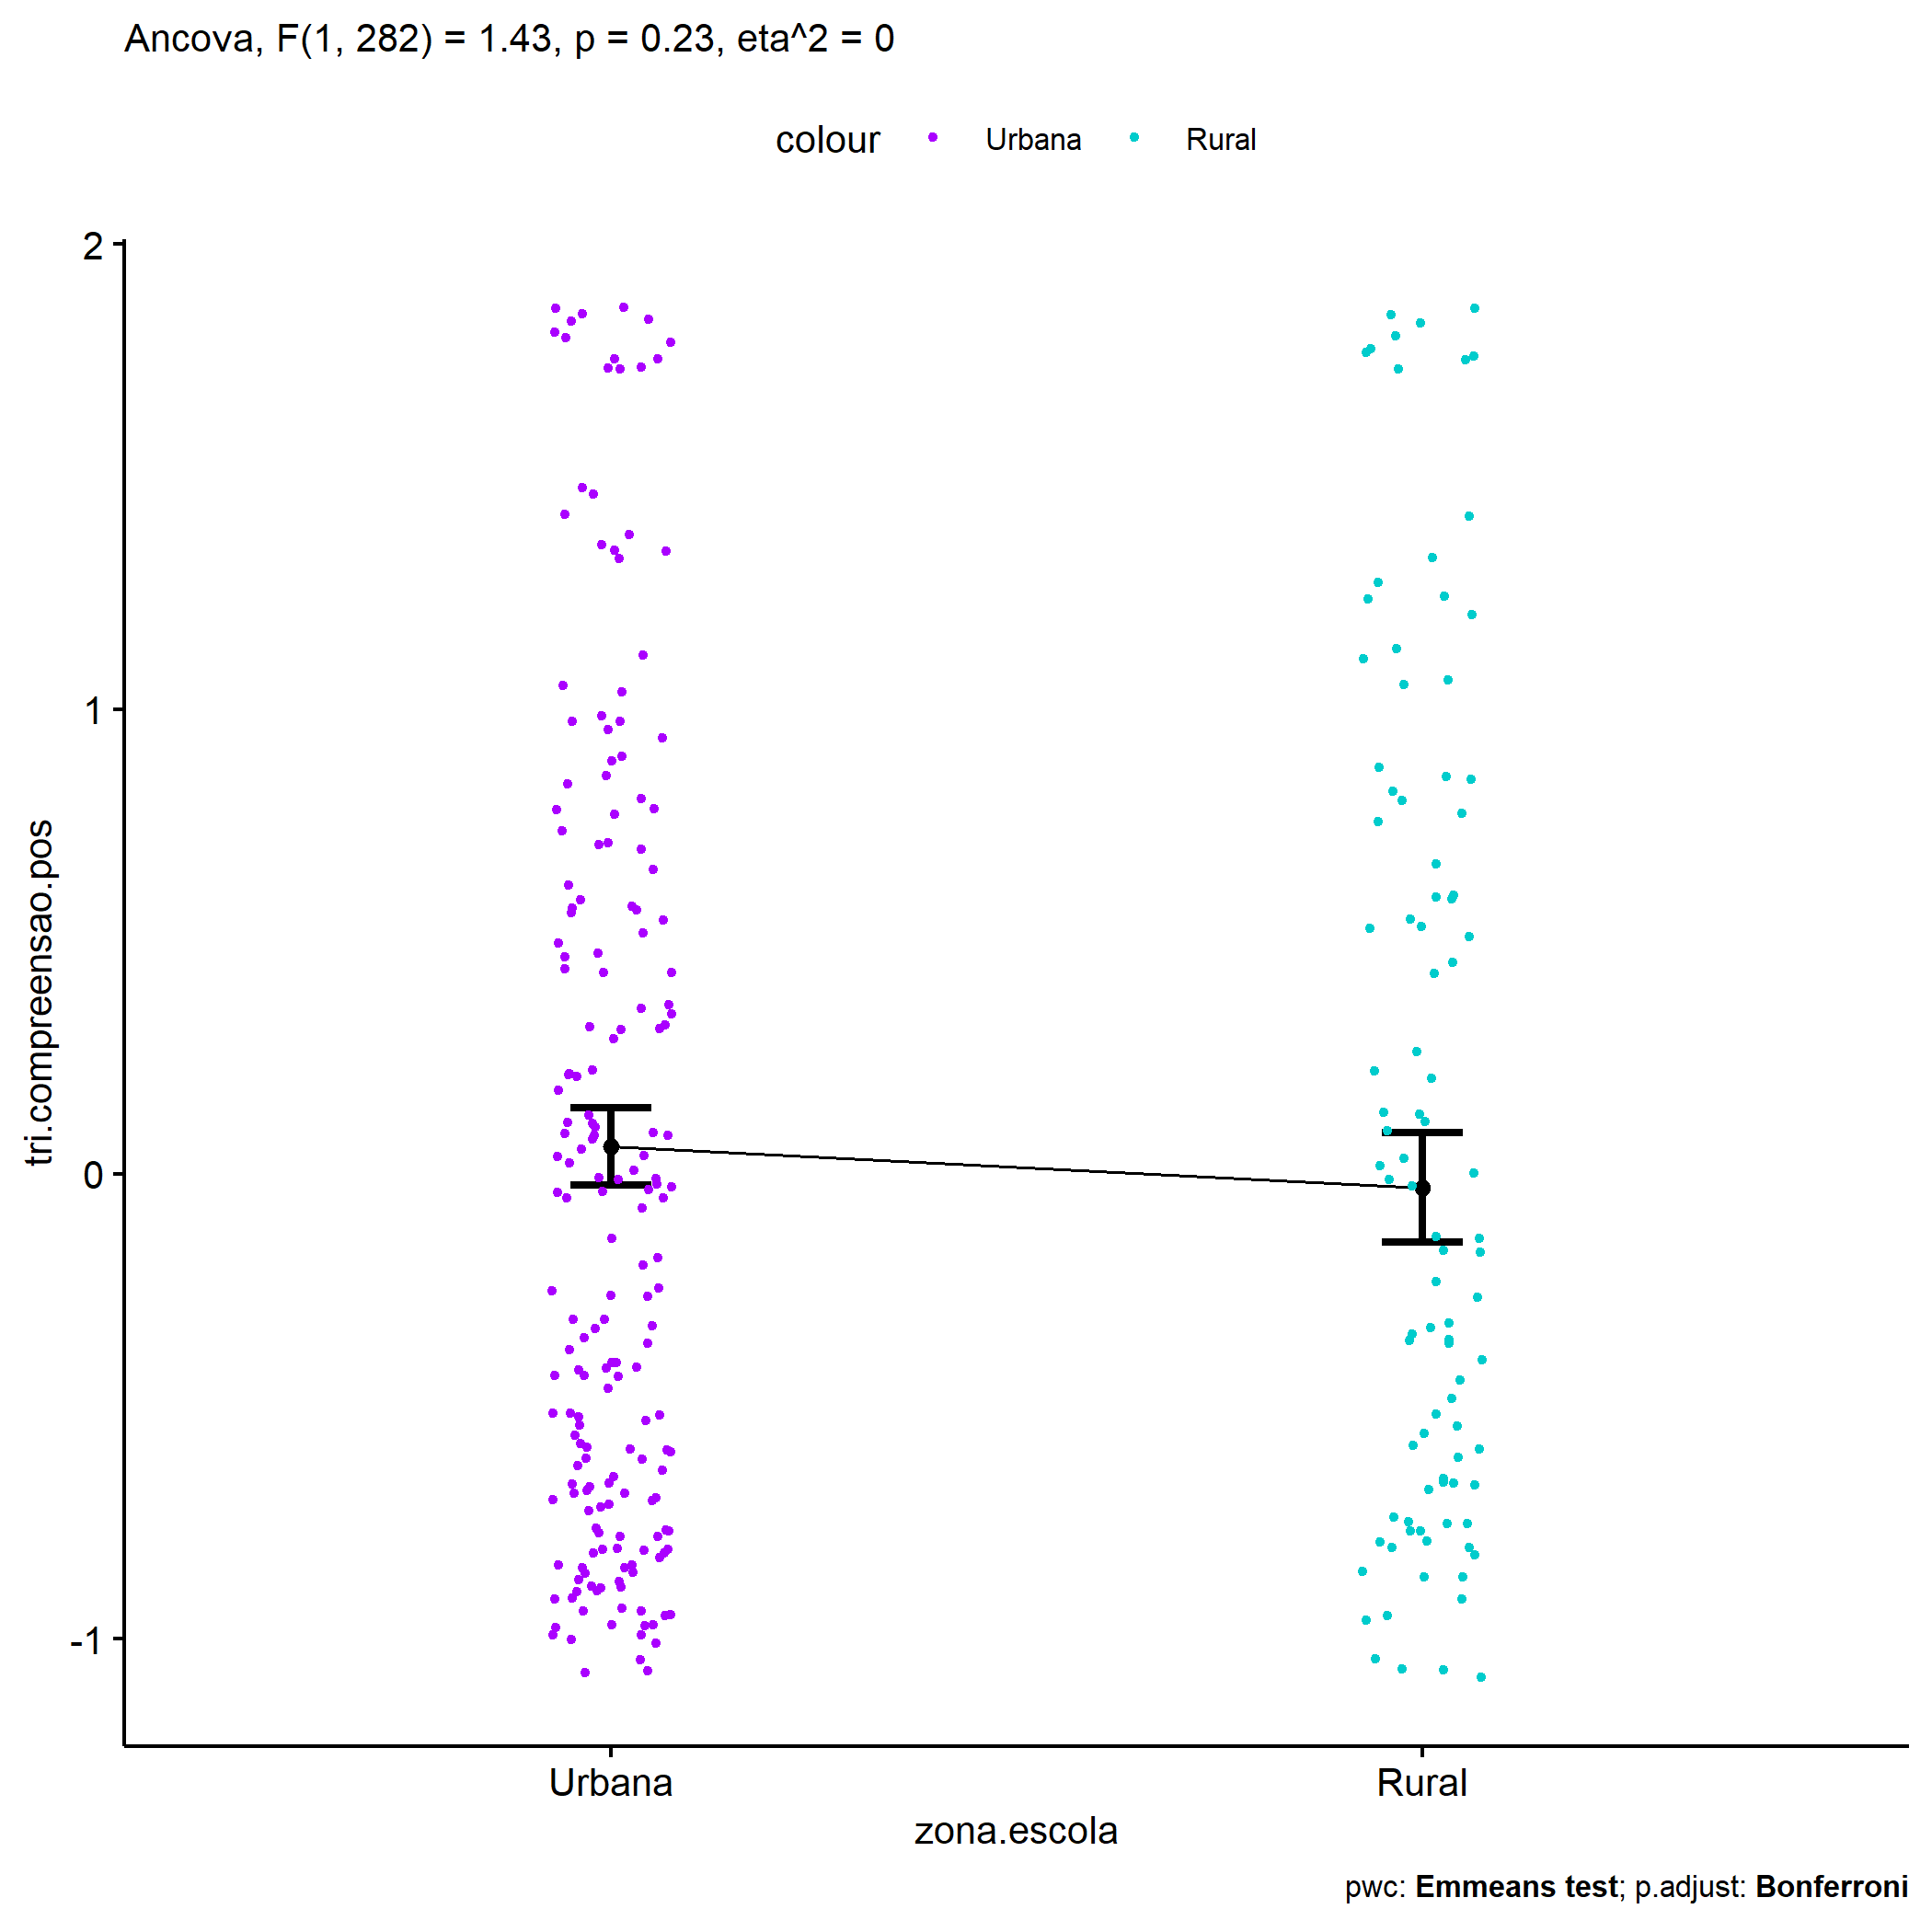 Ancova, F(1, 282) = 1.43, p = 0.23, eta^2 = 0
colour Urbana Rural
2
1
0
-1
tri.compreensao.pos
Urbana Rural
zona.escola
pwc: Emmeans test; p.adjust: Bonferroni